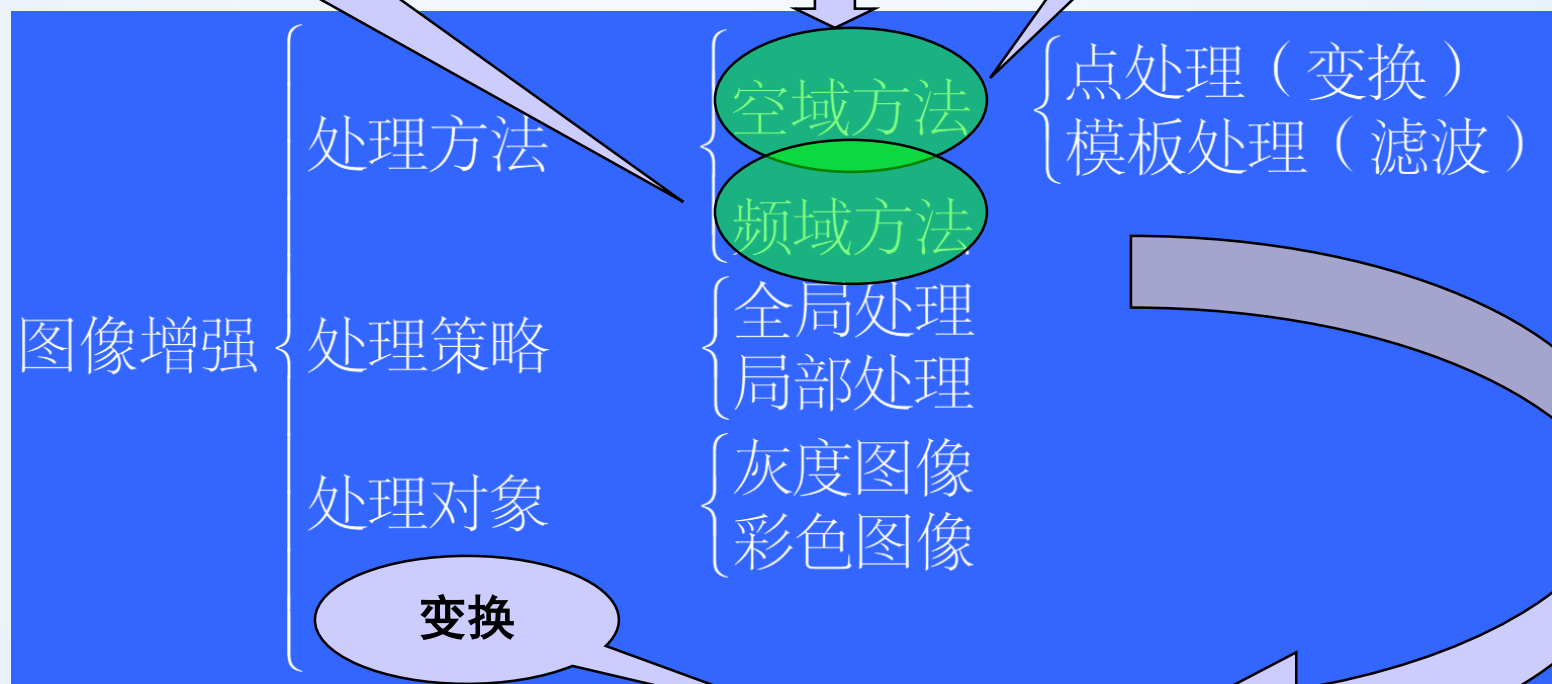 图像增强
处理方法
空域方法
点处理（变换）
模板处理（滤波）
频域方法
处理策略
全局处理
局部处理
处理对象
灰度图像
彩色图像
变换